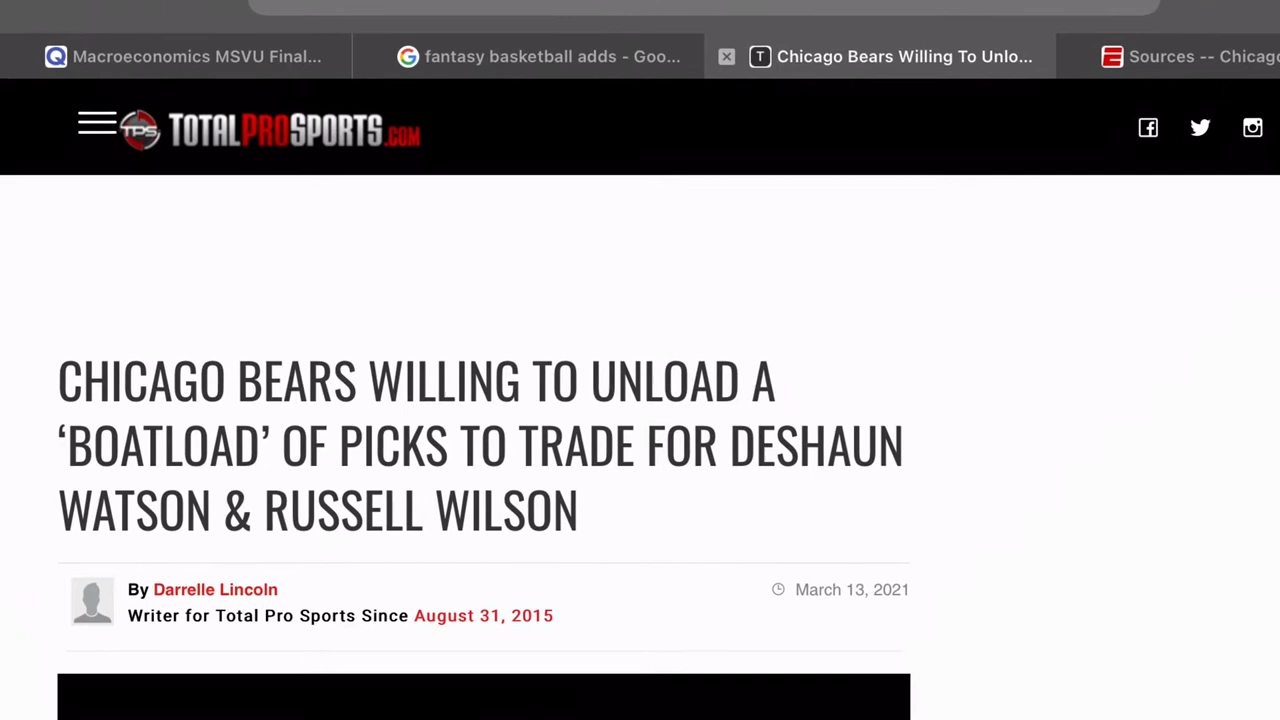 Macroeconomics MSVU Final...
fantasy basketball adds - Goo...
T
Chicago Bears Willing To Unlo...
Sources -- Chicago
TPS TOTALPROSPORTS.COM
CHICAGO BEARS WILLING TO UNLOAD A
‘BOATLOAD’ OF PICKS TO TRADE FOR DESHAUN
WATSON & RUSSELL WILSON
By Darrelle Lincoln
March 13, 2021
Writer for Total Pro Sports Since August 31, 2015